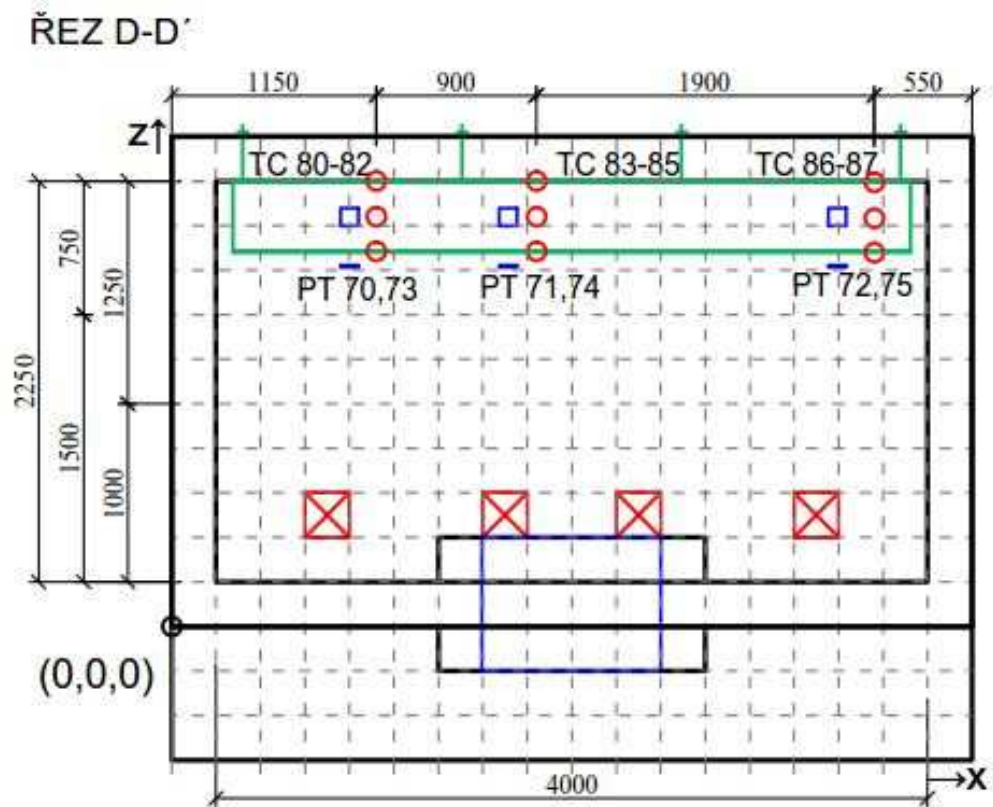 ŘEZ D-D´
1150 900 1900 550
Z
TC 80-82 TC 83-85 TC 86-87
PT 70,73 PT 71,74 PT 72,75
2250
750
1500
1250
1000
(0,0,0)
4000
X